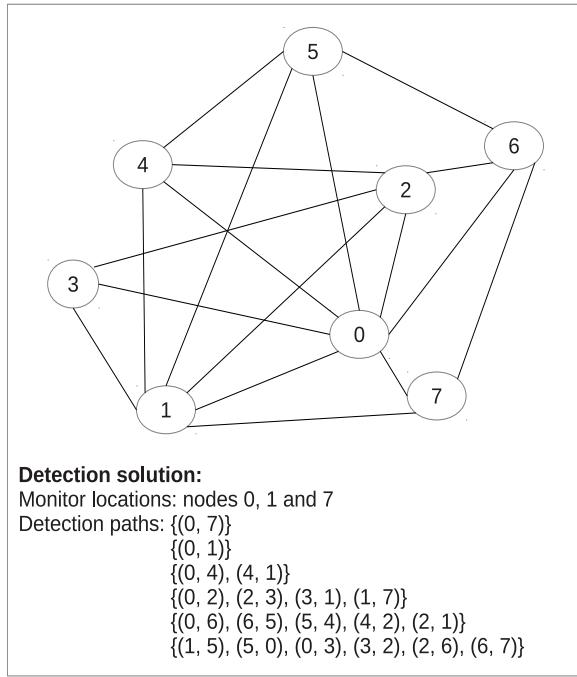 5
6
4
2
3
0
7
1
Detection solution:
Monitor locations: nodes 0, 1 and 7
Detection paths: {(0, 7)}
{(0, 1)}
{(0, 4), (4, 1)}
{(0, 2), (2, 3), (3, 1), (1, 7)}
{(0, 6), (6, 5), (5, 4), (4, 2), (2, 1)}
{(1, 5), (5, 0), (0, 3), (3, 2), (2, 6), (6, 7)}